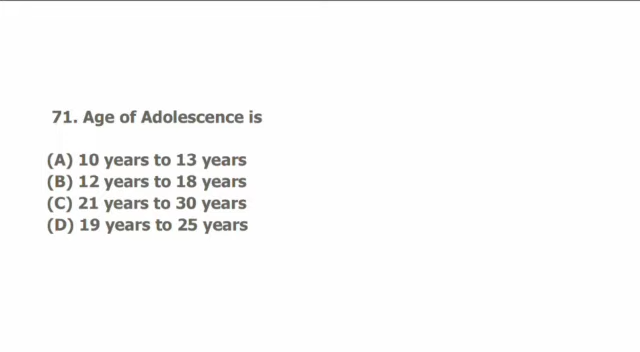 71. Age of Adolescence is
(A) 10 years to 13 years
(B) 12 years to 18 years
(C) 21 years to 30 years
(D) 19 years to 25 years